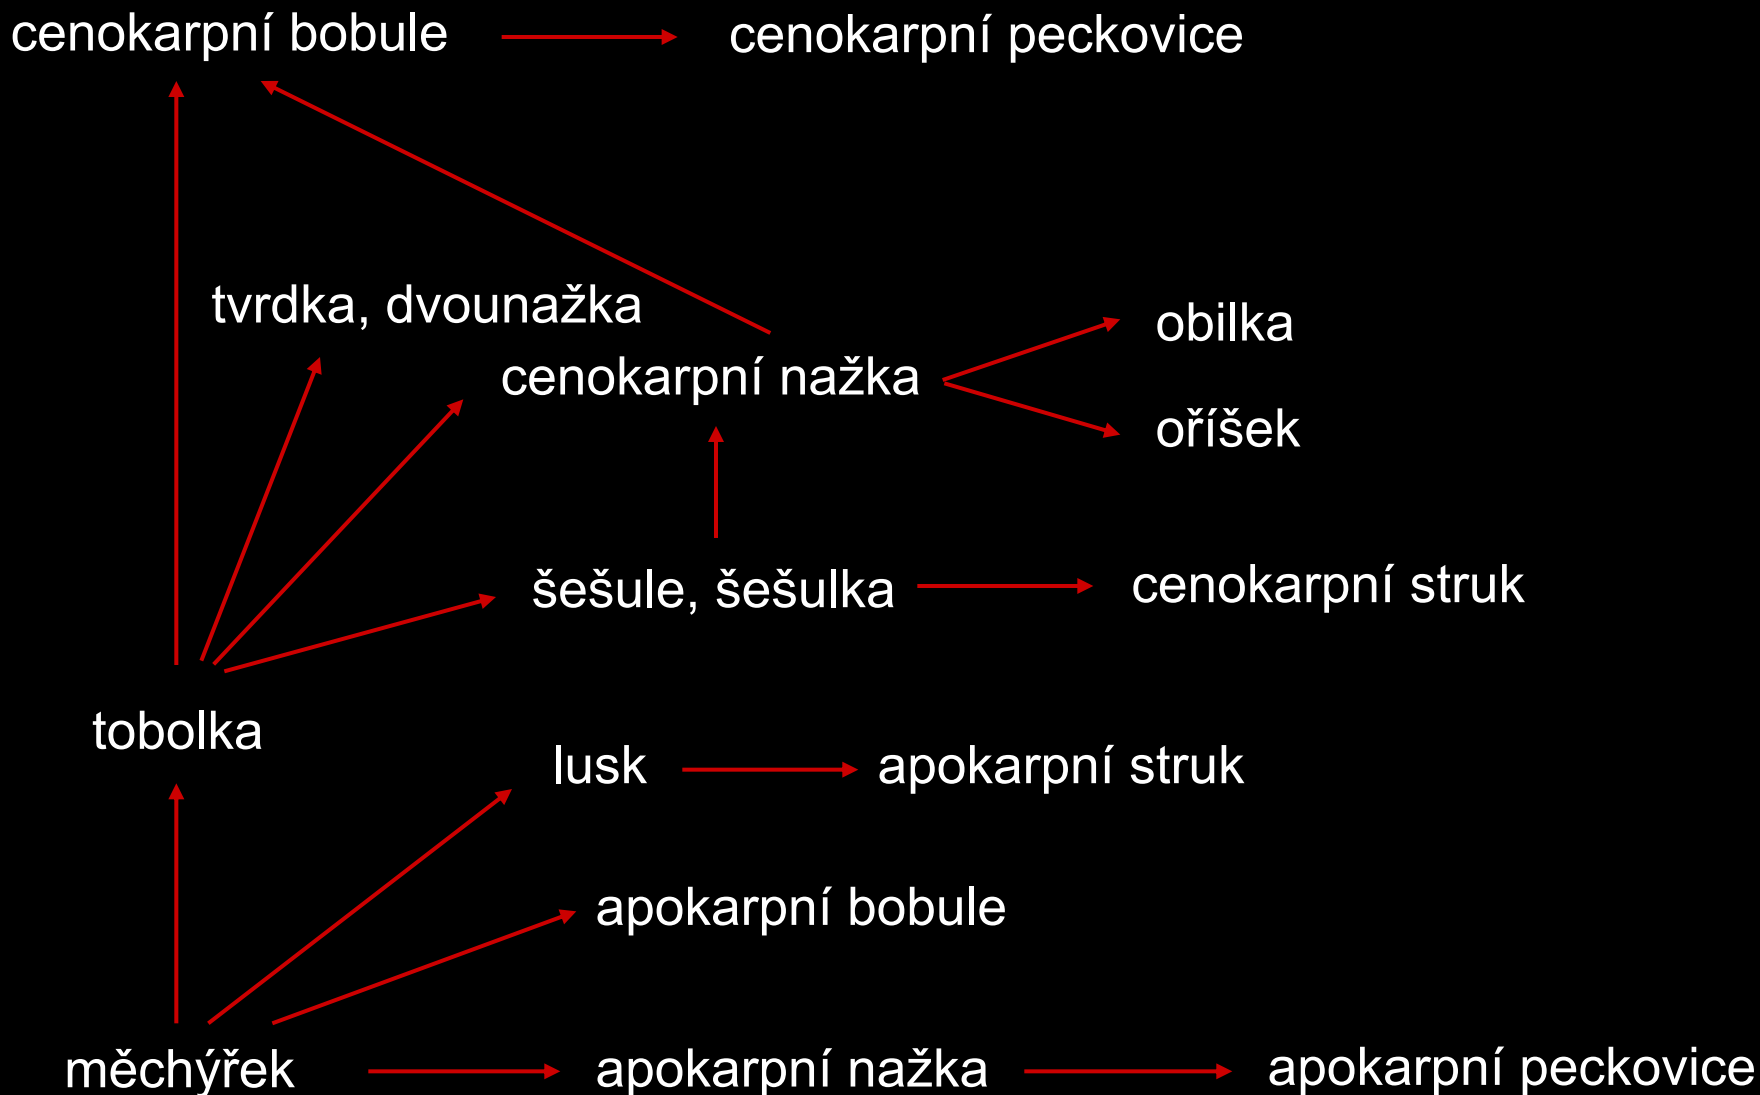 cenokarpní bobule
cenokarpní peckovice
tvrdka, dvounažka
obilka
cenokarpní nažka
oříšek
šešule, šešulka
cenokarpní struk
tobolka
lusk
apokarpní struk
apokarpní bobule
měchýřek
apokarpní nažka
apokarpní peckovice